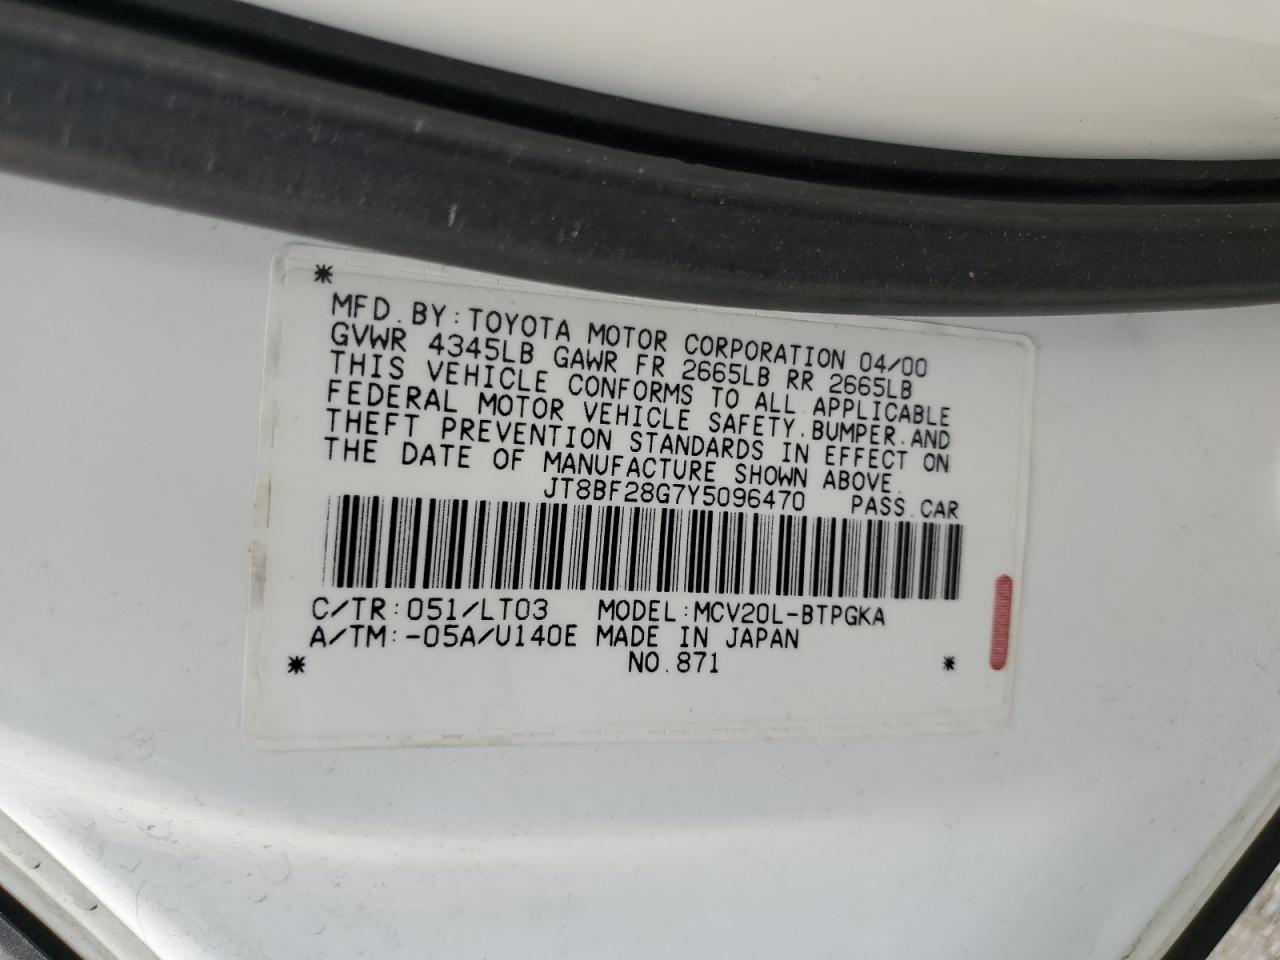 MFD. BY: TOYOTA MOTOR CORPORATION 04/00
GVWR 4345LB GAWR FR 2665LB RR 2665LB
THIS VEHICLE CONFORMS TO ALL APPLICABLE
FEDERAL MOTOR VEHICLE SAFETY, BUMPER, AND
THEFT PREVENTION STANDARDS IN EFFECT ON
THE DATE OF MANUFACTURE SHOWN ABOVE.
JT8BF28G7Y5096470 PASS. CAR
C/TR: 051/LT03 MODEL: MCV20L-BTPGKA
A/TM: -05A/U140E MADE IN JAPAN
NO. 871